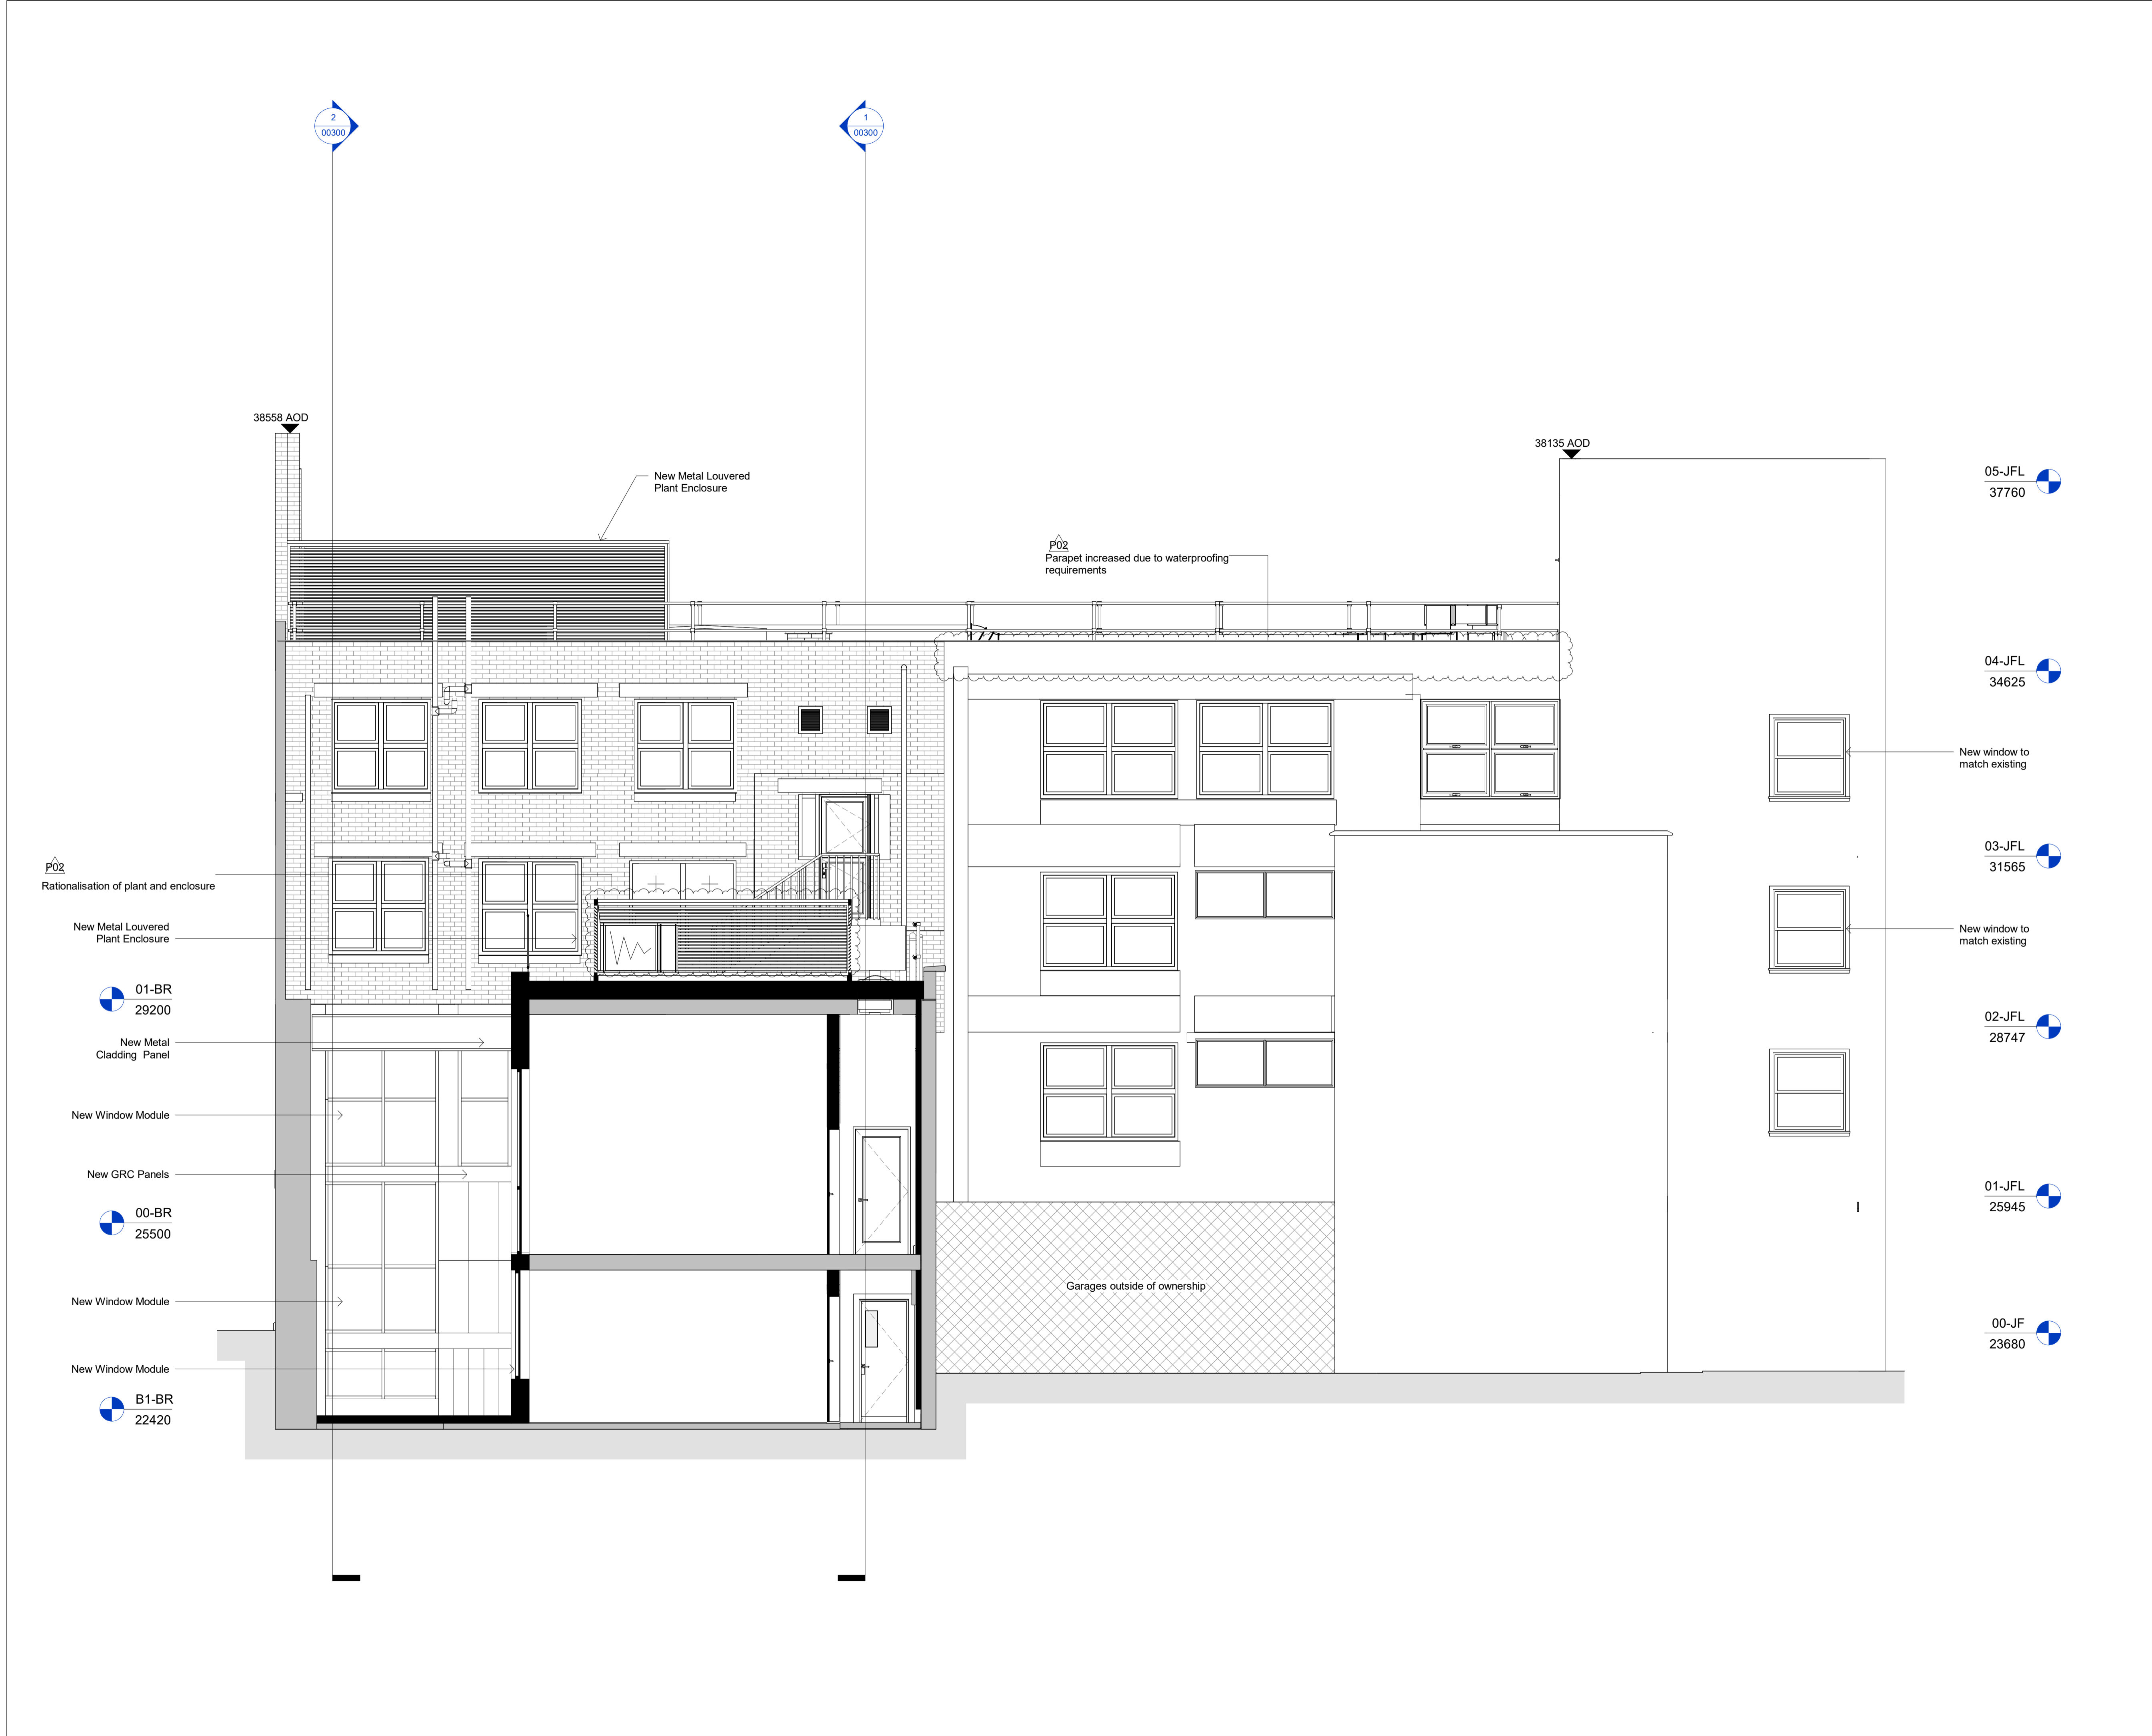 2
00300
1
00300
38558 AOD
38135 AOD
New Metal Louvered
Plant Enclosure
P02
Parapet increased due to waterproofing
requirements
05-JFL
37760
04-JFL
34625
New window to
match existing
03-JFL
31565
P02
Rationalisation of plant and enclosure
New Metal Louvered
Plant Enclosure
New window to
match existing
01-BR
29200
02-JFL
28747
New Metal
Cladding Panel
New Window Module
New GRC Panels
01-JFL
25945
00-BR
25500
Garages outside of ownership
New Window Module
00-JF
23680
New Window Module
B1-BR
22420